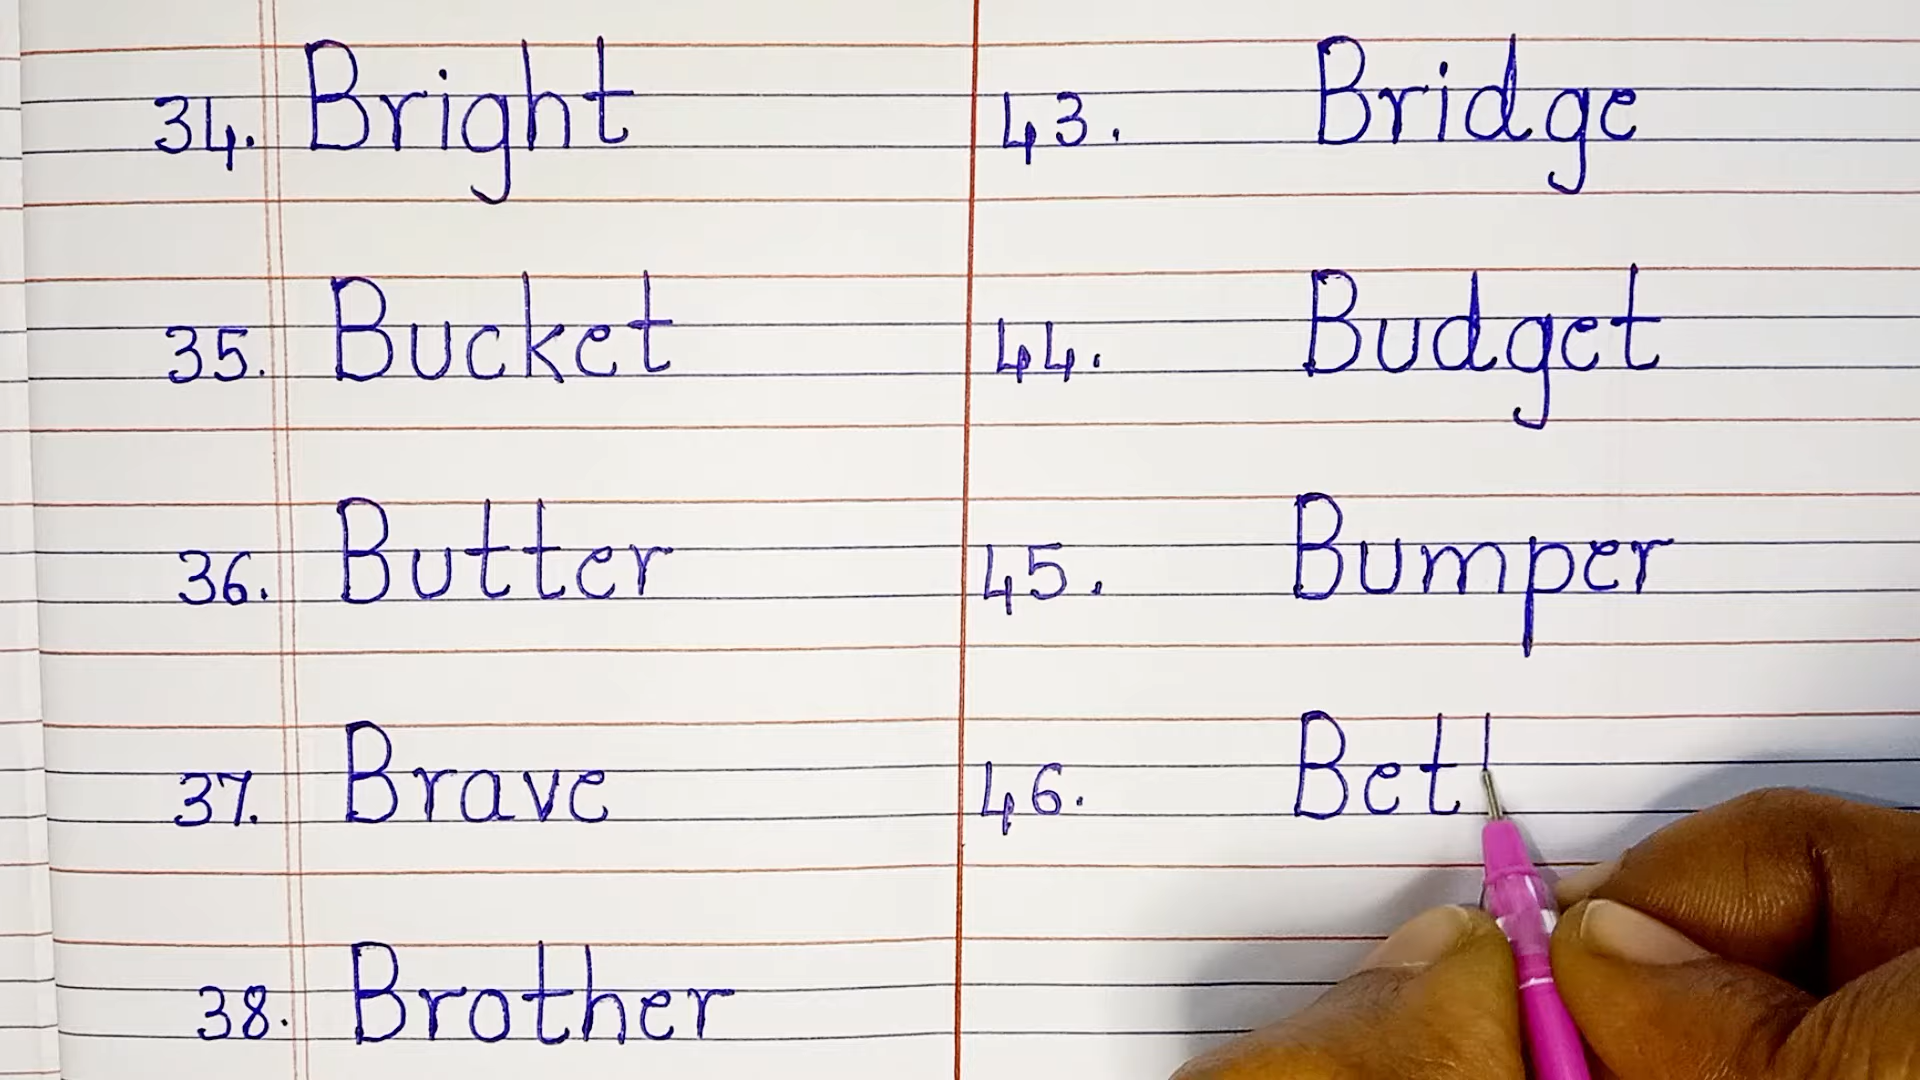 34. Bright
35. Bucket
36. Butter
37. Brave
38. Brother
43. Bridge
44. Budget
45. Bumper
46. Bet